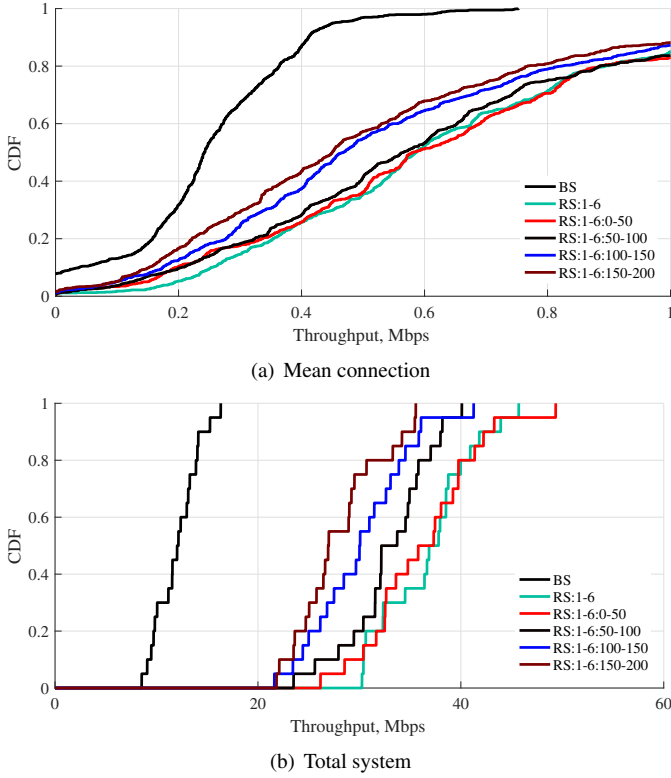 1
0.8
0.6
0.4
0.2
0
CDF
BS
RS:1-6
RS:1-6:0-50
RS:1-6:50-100
RS:1-6:100-150
RS:1-6:150-200
0 0.2 0.4 0.6 0.8 1
Throughput, Mbps
(a) Mean connection
1
0.8
0.6
0.4
0.2
0
CDF
BS
RS:1-6
RS:1-6:0-50
RS:1-6:50-100
RS:1-6:100-150
RS:1-6:150-200
0 20 40 60
Throughput, Mbps
(b) Total system